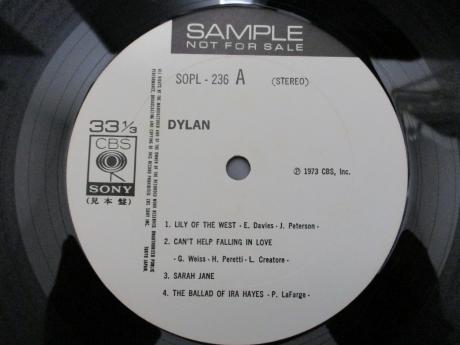 SAMPLE
NOT FOR SALE
SOPL - 236 A (STEREO)
33 1/3
DYLAN
CBS
SONY
(見本盤)
Ⓟ 1973 CBS, Inc.
1. LILY OF THE WEST - E. Davies - J. Peterson -
2. CAN'T HELP FALLING IN LOVE
- G. Weiss - H. Peretti - L. Creatore -
3. SARAH JANE
4. THE BALLAD OF IRA HAYES - P. LaFarge -